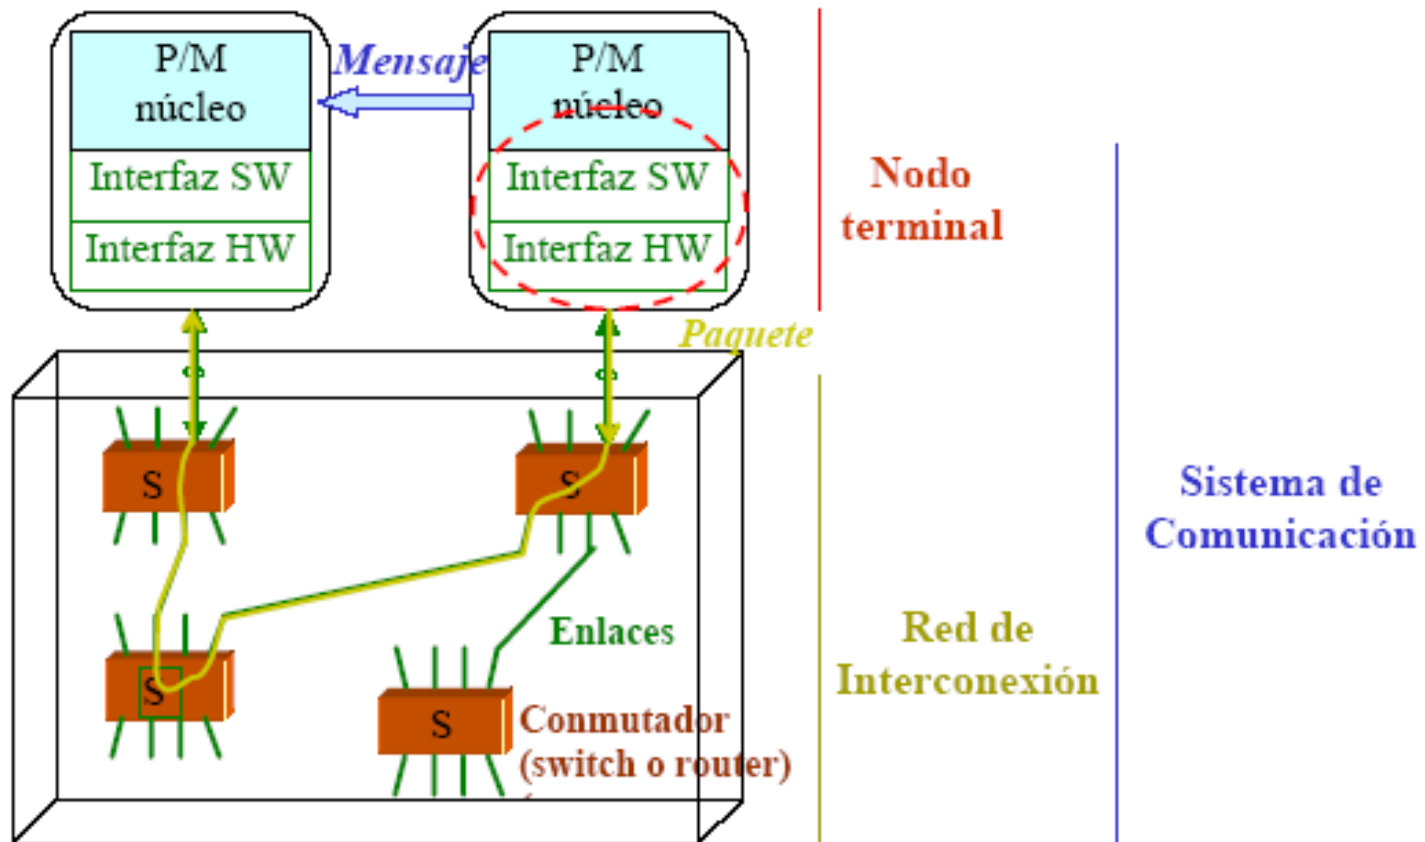 P/M
núcleo
Interfaz SW
Interfaz HW
Mensaje
P/M
núcleo
Interfaz SW
Interfaz HW
Nodo
terminal
Paquete
S
S
S
S
Enlaces
Conmutador
(switch o router)
Red de
Interconexión
Sistema de
Comunicación